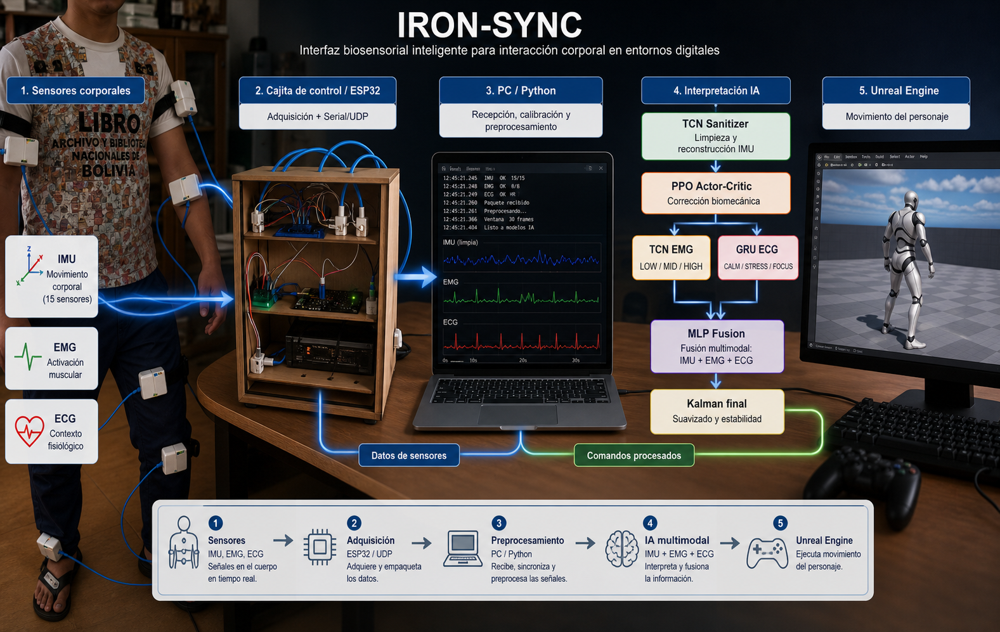 IRON-SYNC
Interfaz biosensorial inteligente para interacción corporal en entornos digitales
1. Sensores corporales
LIBRO
ARCHIVO Y BIBLIOTECA
NACIONALES DE
BOLIVIA
IMU
Movimiento
corporal
(15 sensores)
Z
Y
X
EMG
Activación
muscular
ECG
Contexto
fisiológico
2. Cajita de control / ESP32
Adquisición + Serial/UDP
3. PC / Python
Recepción, calibración y
preprocesamiento
12:45:21.245 IMU OK 15/15
12:45:21.248 EMG OK 8/8
12:45:21.249 ECG OK HR
12:45:21.260 Paquete recibido
12:45:21.261 Preprocesando...
12:45:21.366 Ventana 30 frames
12:45:21.404 Listo a modelos IA
IMU (limpia)
EMG
ECG
0s 10s 20s 30s
4. Interpretación IA
TCN Sanitizer
Limpieza y
reconstrucción IMU
PPO Actor-Critic
Corrección biomecánica
TCN EMG
LOW / MID / HIGH
GRU ECG
CALM / STRESS / FOCUS
MLP Fusion
Fusión multimodal:
IMU + EMG + ECG
Kalman final
Suavizado y estabilidad
5. Unreal Engine
Movimiento del personaje
File Edit Tools Build Select Actor Help
Datos de sensores
Comandos procesados
1
Sensores
IMU, EMG, ECG
Señales en el cuerpo
en tiempo real.
2
Adquisición
ESP32 / UDP
Adquiere y empaqueta
los datos.
3
Preprocesamiento
PC / Python
Recibe, sincroniza y
preprocesa las señales.
4
IA multimodal
IMU + EMG + ECG
Interpreta y fusiona
la información.
5
Unreal Engine
Ejecuta movimiento
del personaje.